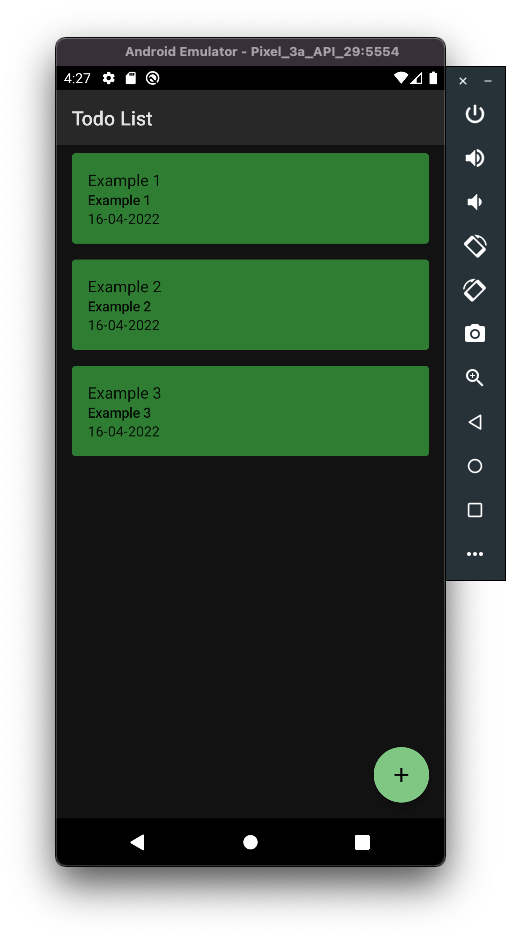 Android Emulator - Pixel_3a_API_29:5554
4:27
Todo List
Example 1
Example 1
16-04-2022
Example 2
Example 2
16-04-2022
Example 3
Example 3
16-04-2022